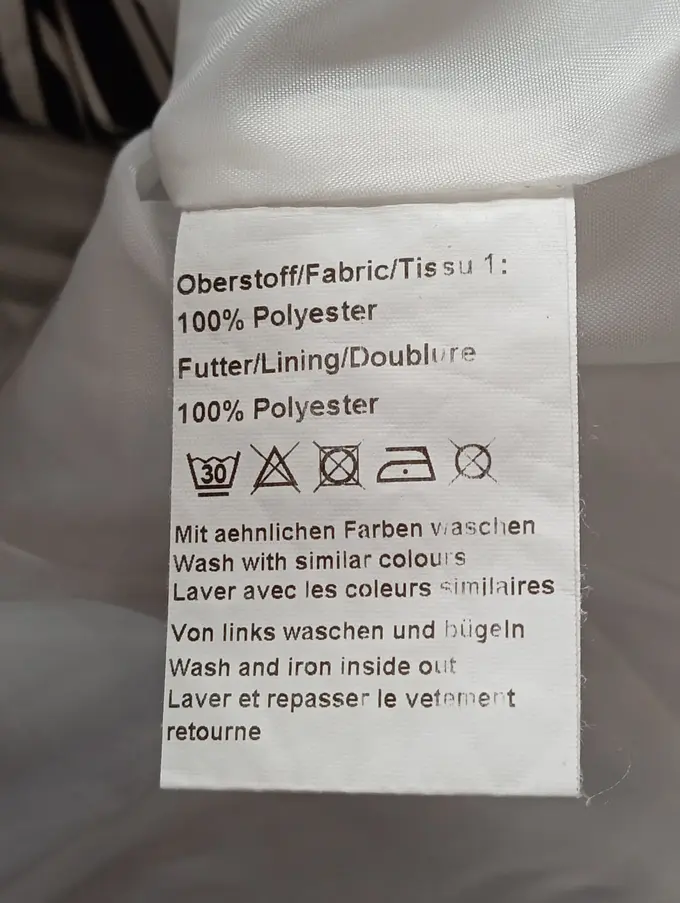 Oberstoff/Fabric/Tissu 1:
100% Polyester
Futter/Lining/Doublure
100% Polyester
30
Mit aehnlichen Farben waschen
Wash with similar colours
Laver avec les coleurs similaires
Von links waschen und bügeln
Wash and iron inside out
Laver et repasser le vetement
retourne